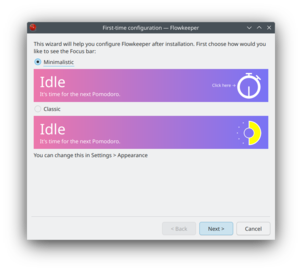 First-time configuration — Flowkeeper
This wizard will help you configure Flowkeeper after installation. First choose how would you
like to see the Focus bar:
Minimalistic
Idle
It's time for the next Pomodoro.
Click here →
Classic
Idle
It's time for the next Pomodoro.
You can change this in Settings > Appearance
< Back
Next >
Cancel